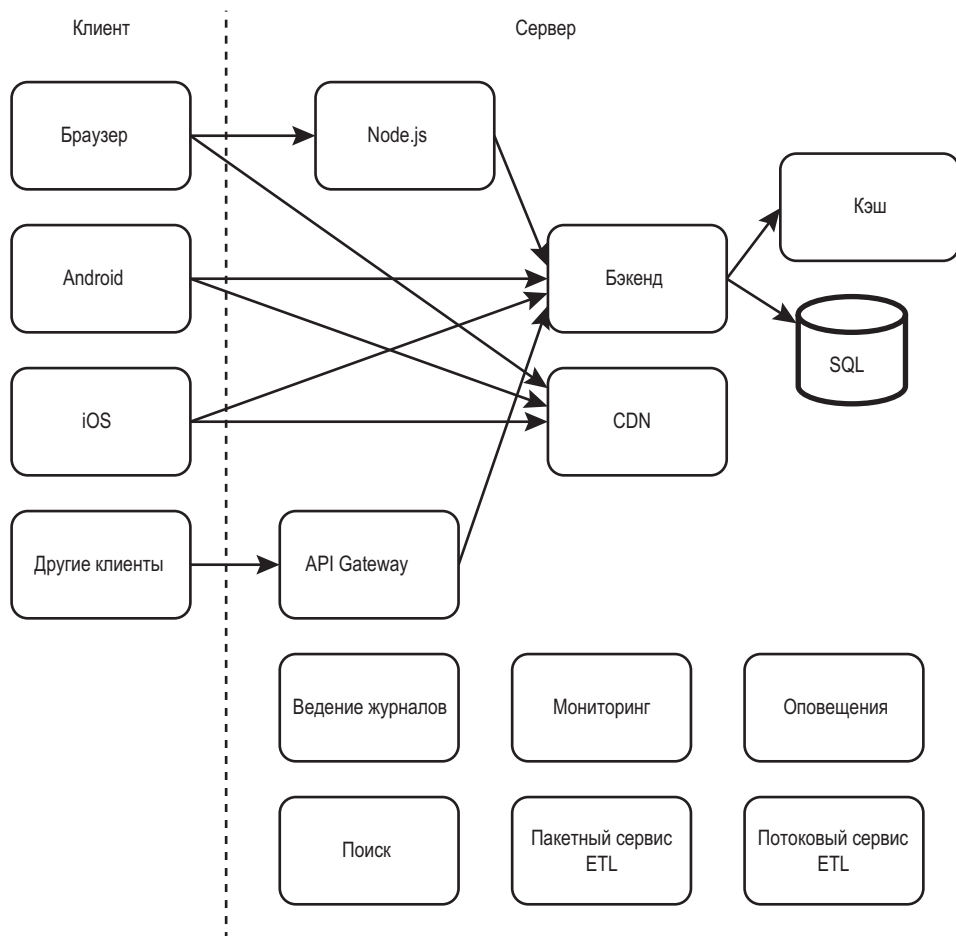 Клиент
Сервер
Браузер
Node.js
Кэш
Android
Бэкенд
SQL
iOS
CDN
Другие клиенты
API Gateway
Ведение журналов
Мониторинг
Оповещения
Поиск
Пакетный сервис
ETL
Потоковый сервис
ETL